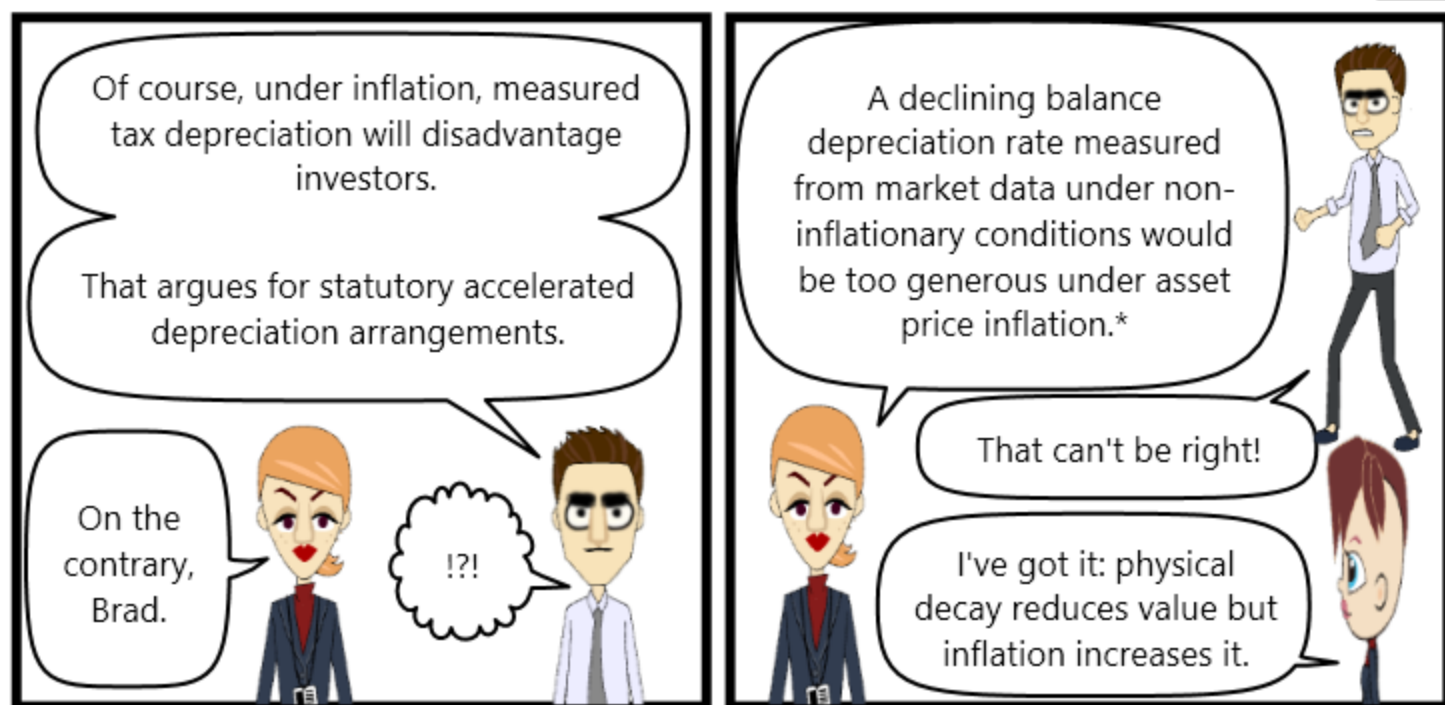 Of course, under inflation, measured
tax depreciation will disadvantage
investors.
That argues for statutory accelerated
depreciation arrangements.
On the
contrary,
Brad.
!?!
A declining balance
depreciation rate measured
from market data under non-
inflationary conditions would
be too generous under asset
price inflation.*
That can't be right!
I've got it: physical
decay reduces value but
inflation increases it.